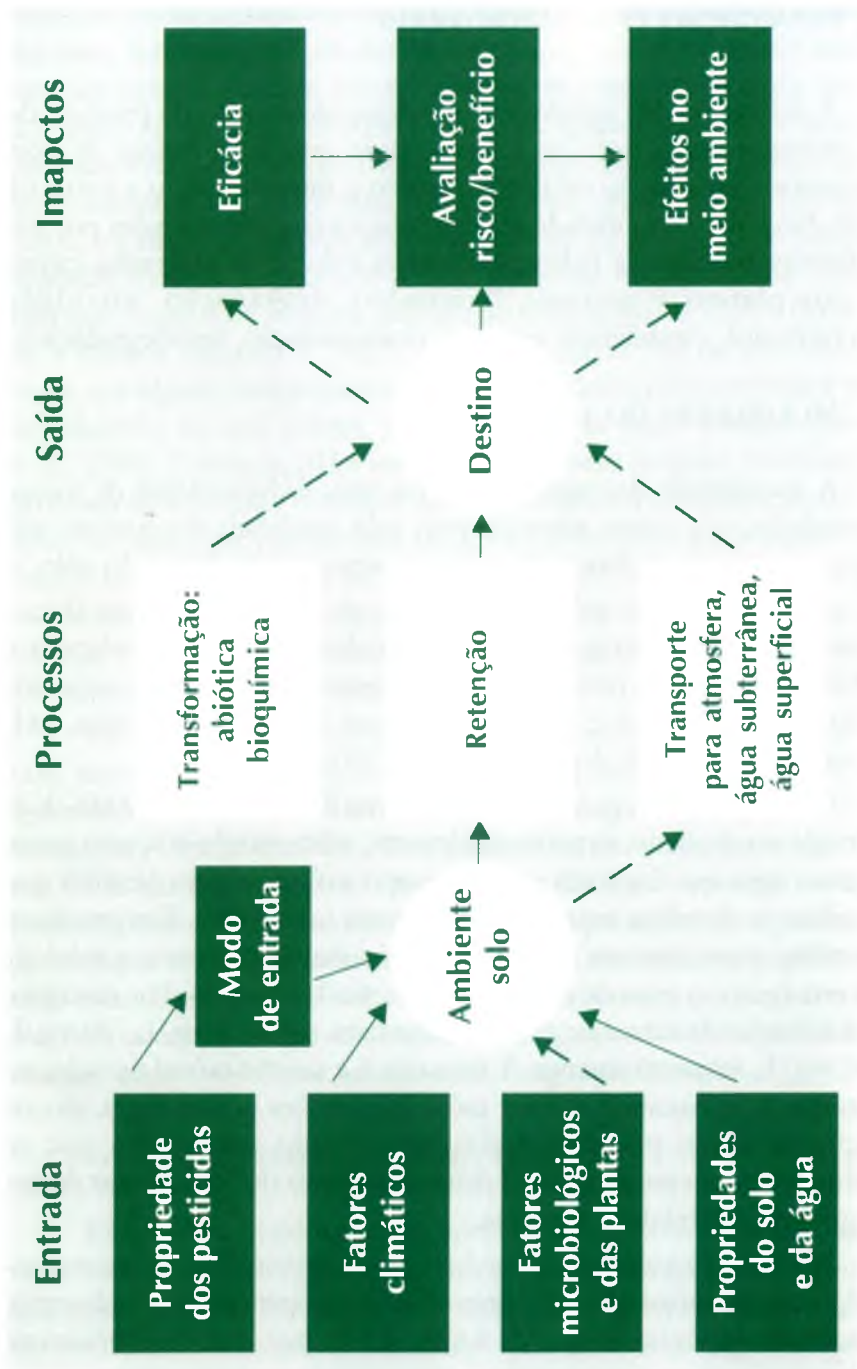 Entrada
Processos
Saída
Imapctos
Propriedade
dos pesticidas
Modo
de entrada
Fatores
climáticos
Fatores
microbiológicos
e das plantas
Propriedades
do solo
e da água
Ambiente
solo
Transformação:
abiótica
bioquímica
Retenção
Transporte
para atmosfera,
água subterrânea,
água superficial
Destino
Eficácia
Avaliação
risco/benefício
Efeitos no
meio ambiente